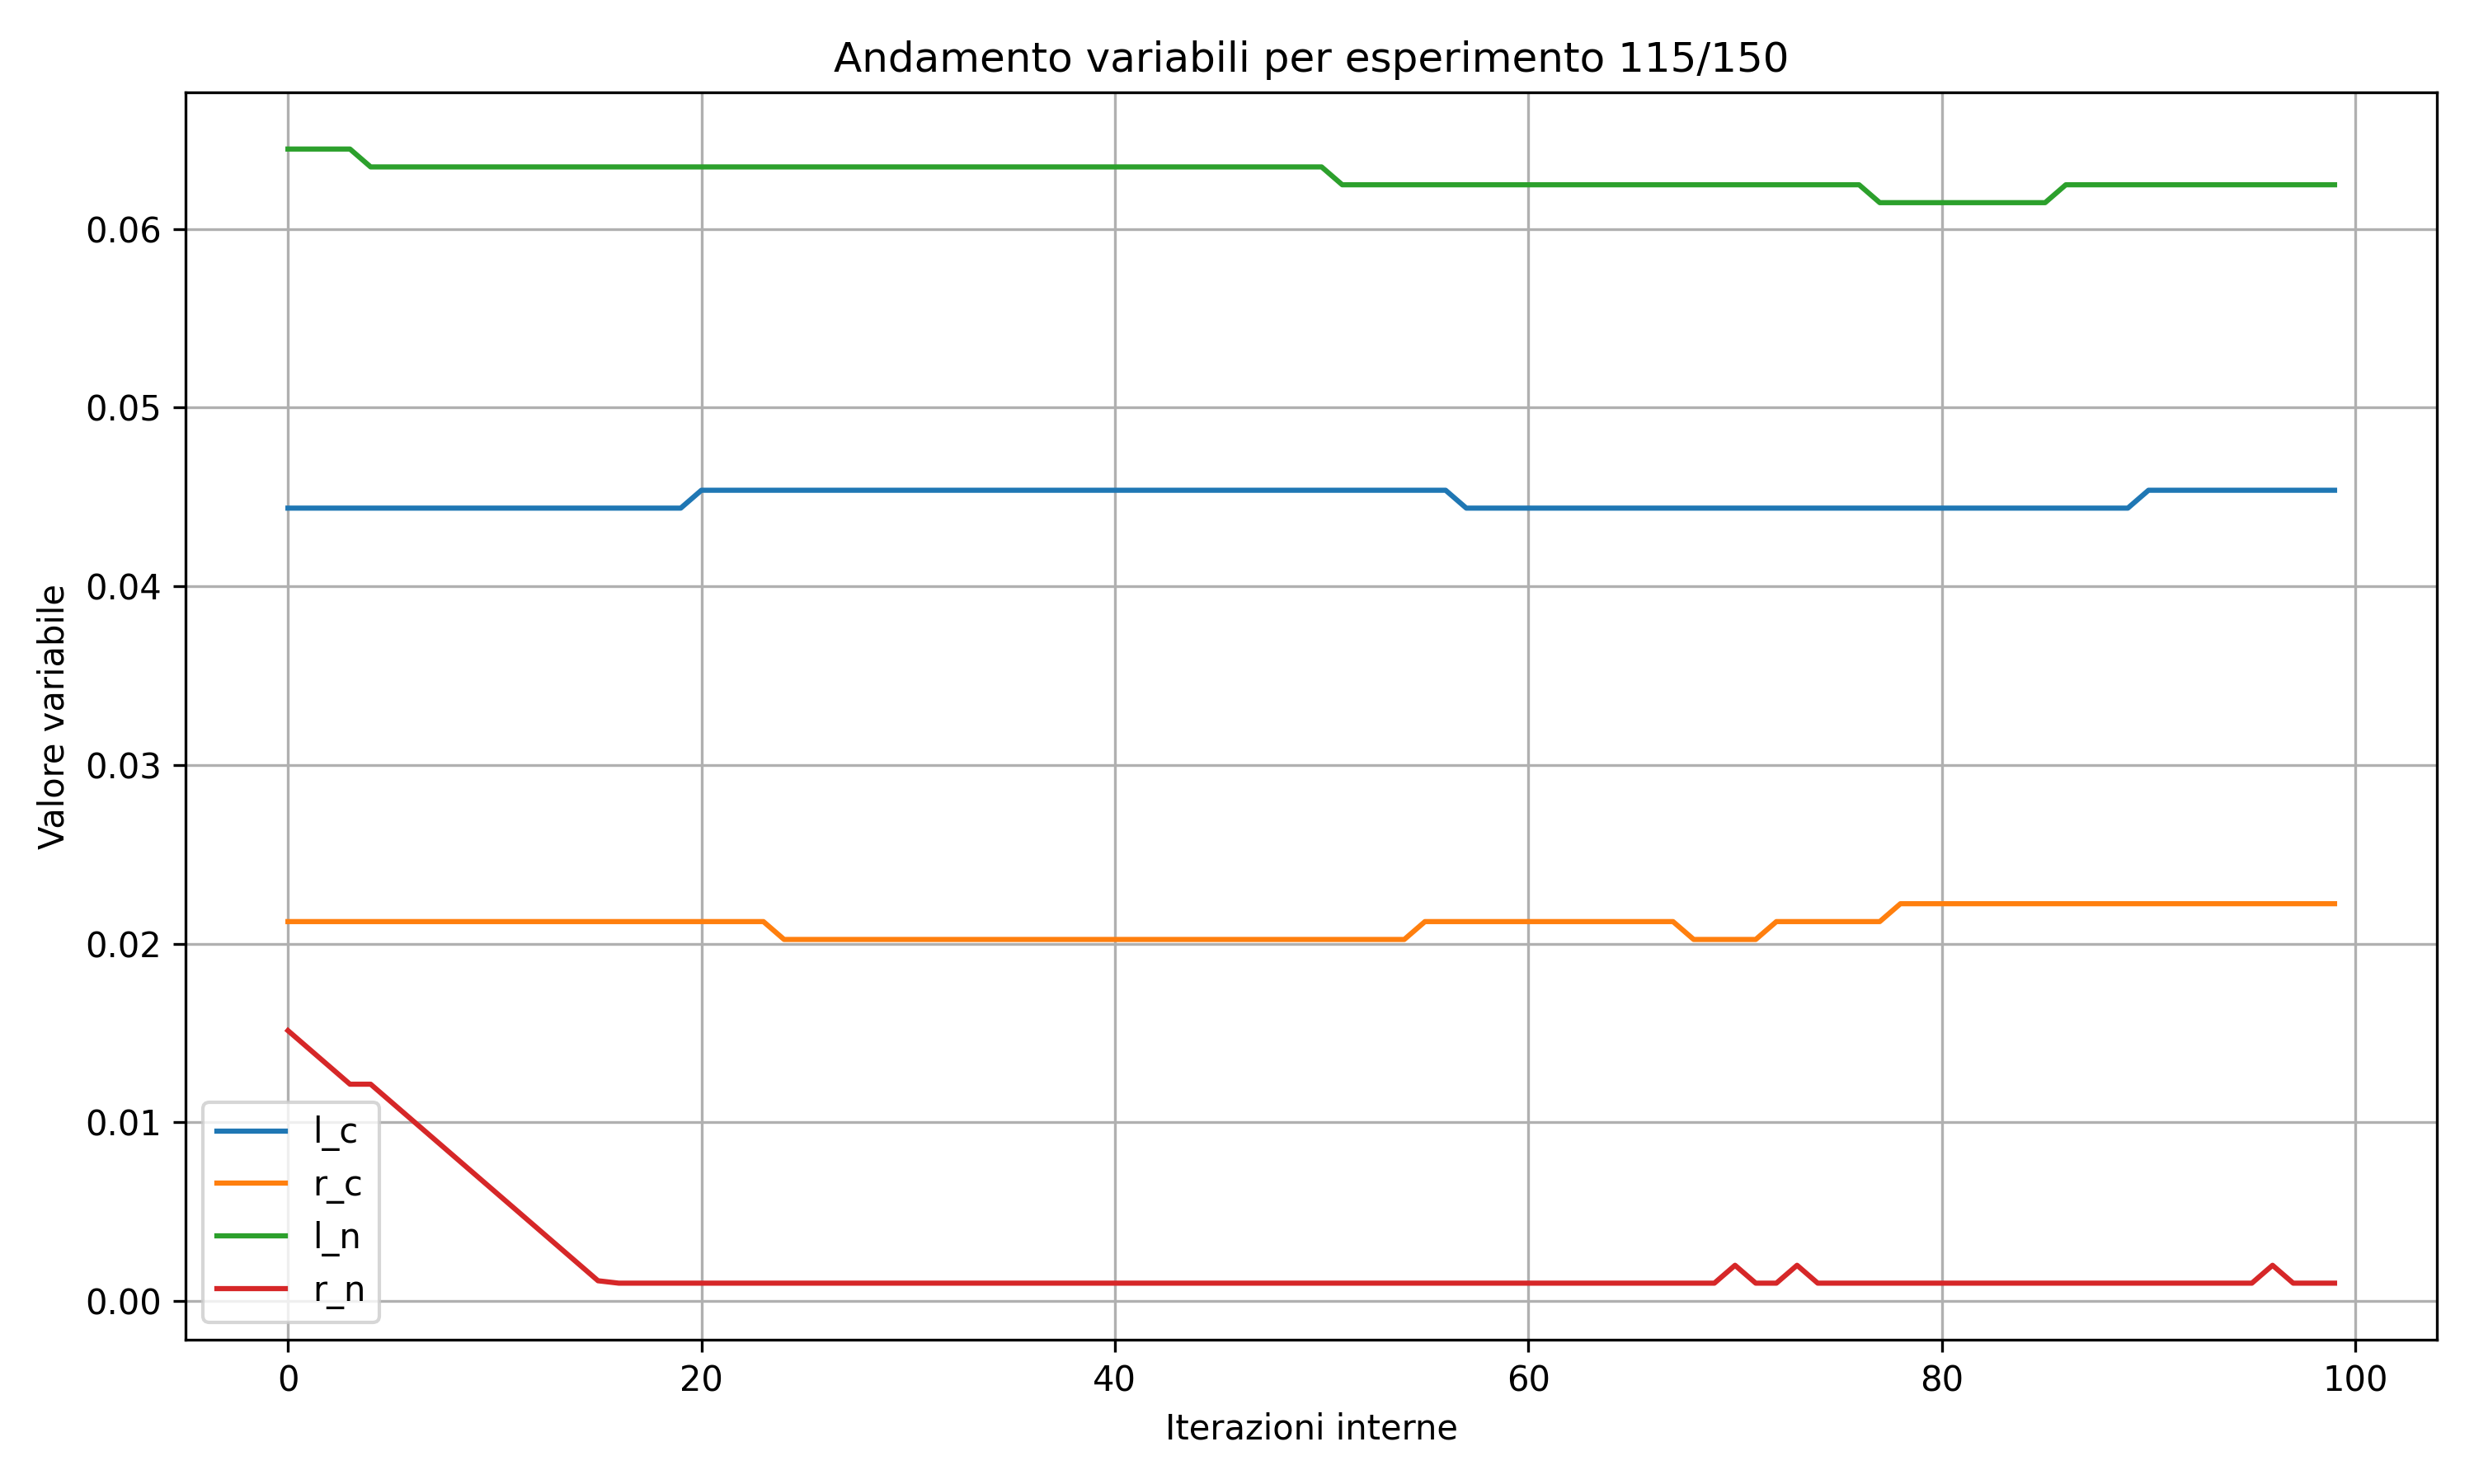 Andamento variabili per esperimento 115/150
Valore variabile
0.06
0.05
0.04
0.03
0.02
0.01
0.00
l_c
r_c
l_n
r_n
0 20 40 60 80 100
Iterazioni interne